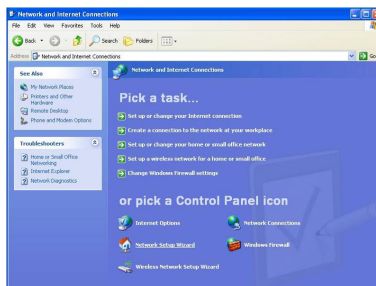 Network and Internet Connections
File Edit View Favorites Tools Help
Back Search Folders
Address Network and Internet Connections Go
See Also
My Network Places
Printers and Other
Hardware
Remote Desktop
Phone and Modem Options
Troubleshooters
Home or Small Office
Networking
Internet Explorer
Network Diagnostics
Network and Internet Connections
Pick a task...
Set up or change your Internet connection
Create a connection to the network at your workplace
Set up or change your home or small office network
Set up a wireless network for a home or small office
Change Windows Firewall settings
or pick a Control Panel icon
Internet Options Network Connections
Network Setup Wizard Windows Firewall
Wireless Network Setup Wizard